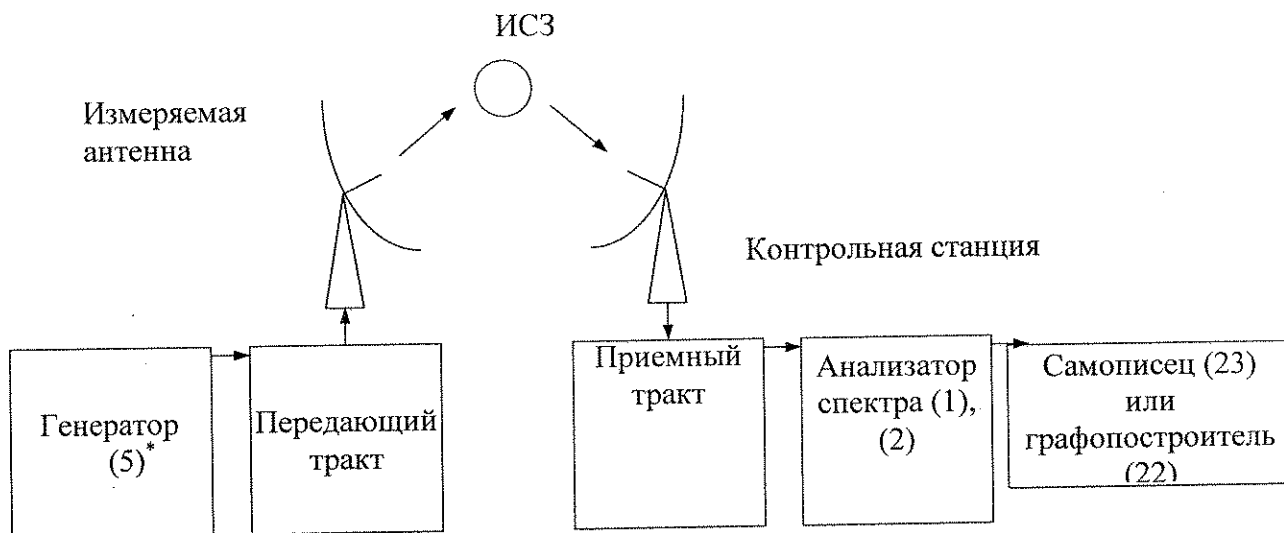 ИСЗ
Измеряемая
антенна
Контрольная станция
Генератор
(5)*
Передающий
тракт
Приемный
тракт
Анализатор
спектра (1),
(2)
Самописец (23)
или
графопостроитель
(22)